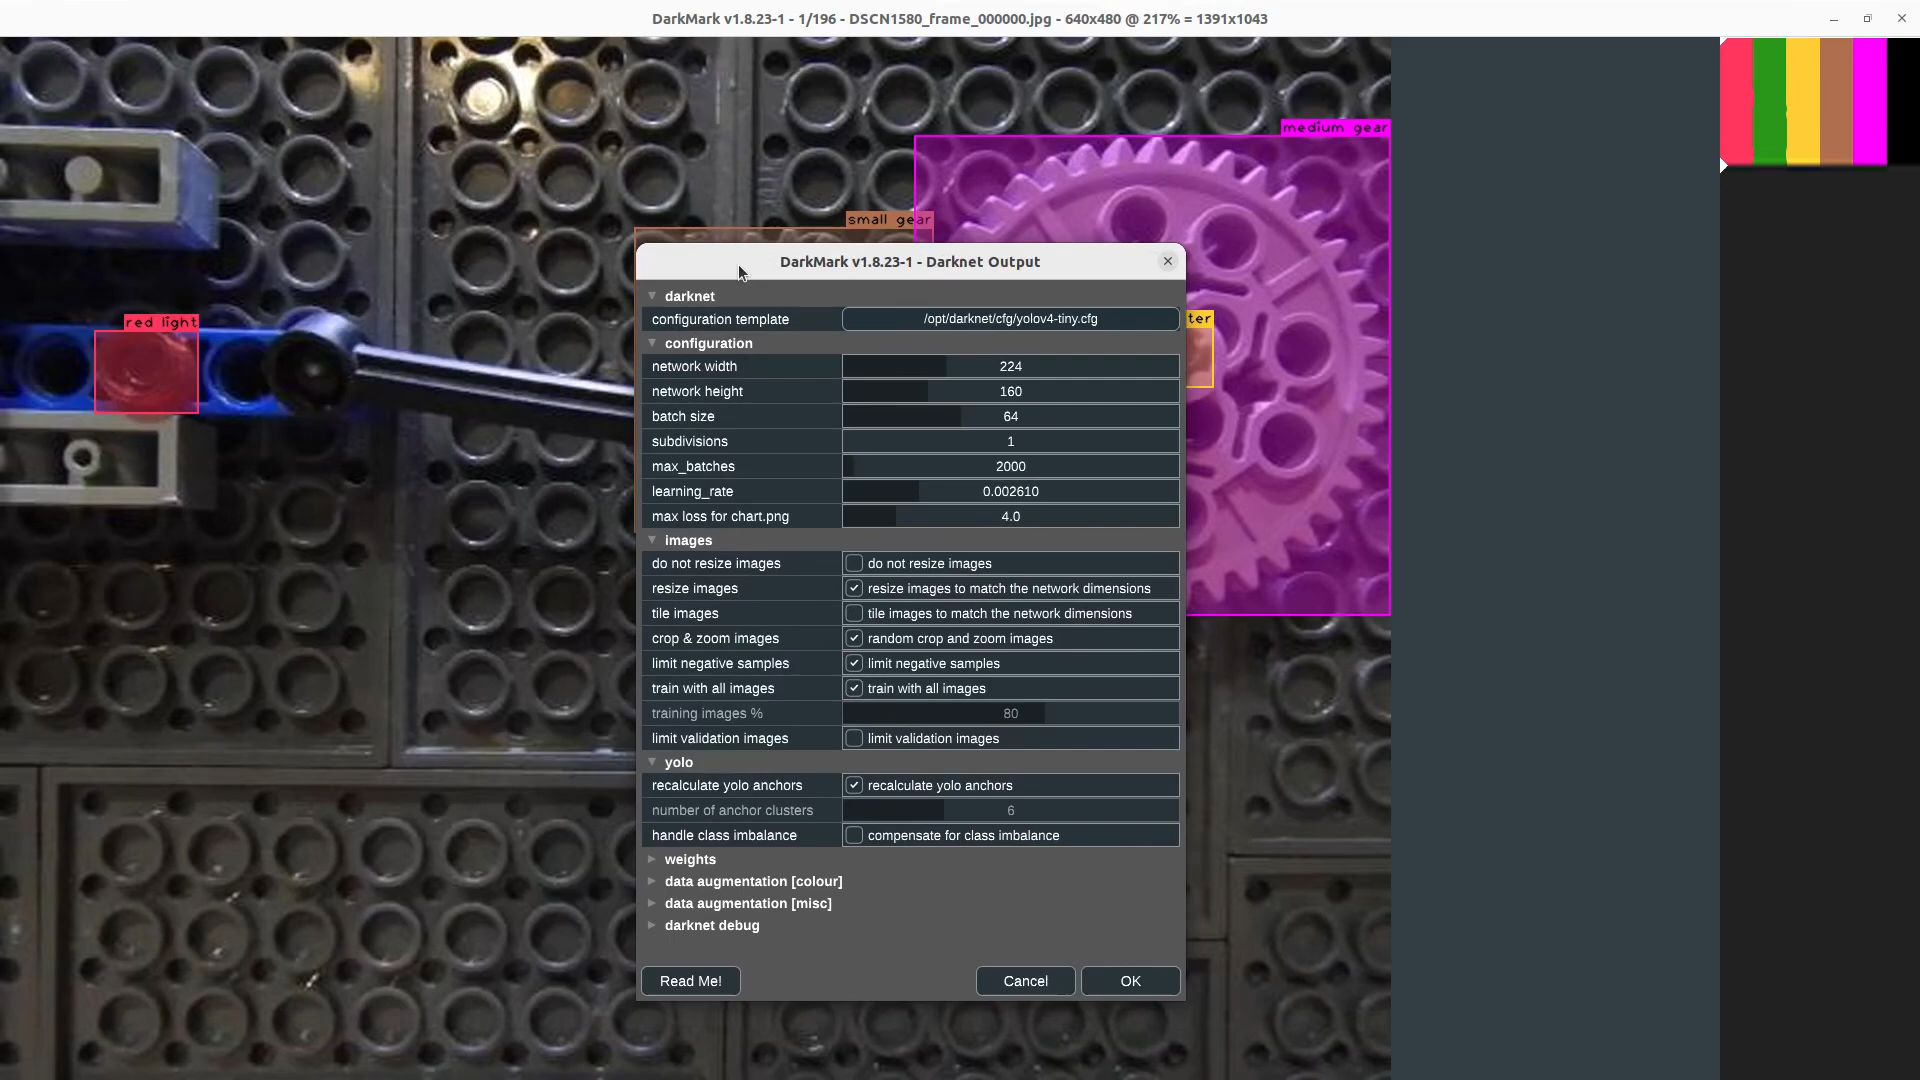 DarkMark v1.8.23-1 - 1/196 - DSCN1580_frame_000000.jpg - 640x480 @ 217% = 1391x1043
medium gear
small gear
red light
ter
DarkMark v1.8.23-1 - Darknet Output
darknet
configuration template /opt/darknet/cfg/yolov4-tiny.cfg
configuration
network width 224
network height 160
batch size 64
subdivisions 1
max_batches 2000
learning_rate 0.002610
max loss for chart.png 4.0
images
do not resize images do not resize images
resize images resize images to match the network dimensions
tile images tile images to match the network dimensions
crop & zoom images random crop and zoom images
limit negative samples limit negative samples
train with all images train with all images
training images % 80
limit validation images limit validation images
yolo
recalculate yolo anchors recalculate yolo anchors
number of anchor clusters 6
handle class imbalance compensate for class imbalance
weights
data augmentation [colour]
data augmentation [misc]
darknet debug
Read Me! Cancel OK